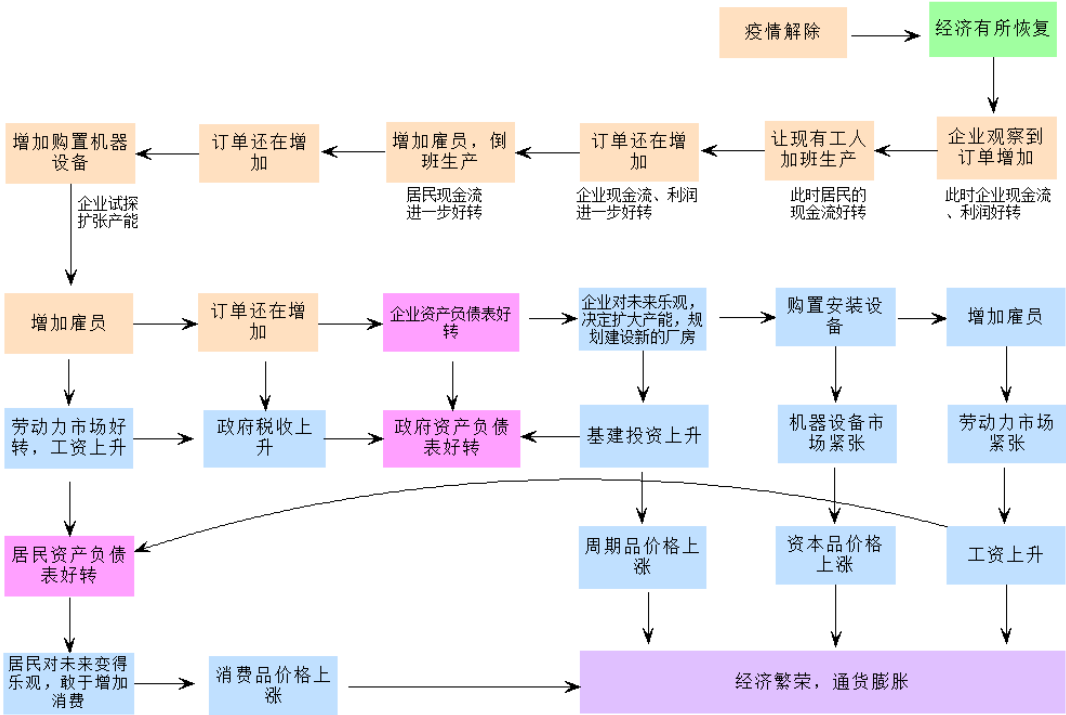 疫情解除
经济有所恢复
增加购置机器
设备
订单还在增
加
增加雇员，倒
班生产
订单还在增
加
让现有工人
加班生产
企业观察到
订单增加
企业试探
扩张产能
居民现金流
进一步好转
企业现金流、利润
进一步好转
此时居民的
现金流好转
此时企业现金流
、利润好转
增加雇员
订单还在增
加
企业资产负债表好
转
企业对未来乐观，
决定扩大产能，规
划建设新的厂房
购置安装设
备
增加雇员
劳动力市场好
转，工资上升
政府税收上
升
政府资产负债
表好转
基建投资上升
机器设备市
场紧张
劳动力市场
紧张
居民资产负债
表好转
周期品价格上
涨
资本品价格
上涨
工资上升
居民对未来变得
乐观，敢于增加
消费
消费品价格上
涨
经济繁荣，通货膨胀